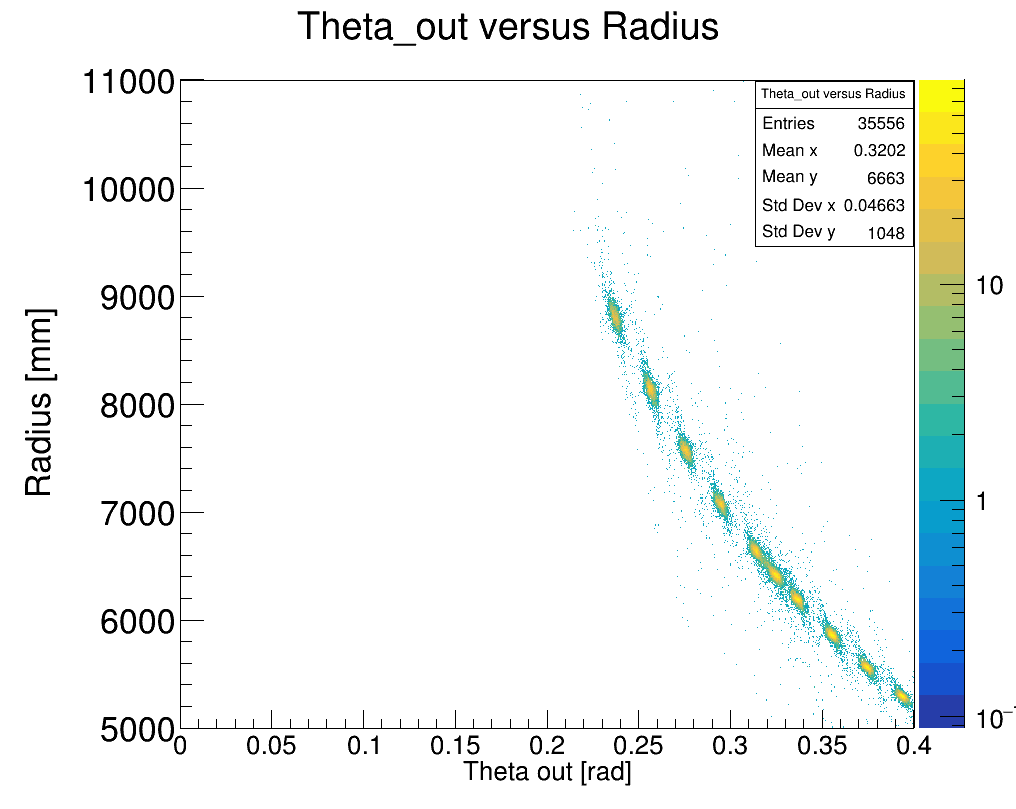 Theta_out versus Radius
11000
10000
9000
8000
7000
6000
5000
Radius [mm]
0 0.05 0.1 0.15 0.2 0.25 0.3 0.35 0.4
Theta out [rad]
Theta_out versus Radius
Entries 35556
Mean x 0.3202
Mean y 6663
Std Dev x 0.04663
Std Dev y 1048
10
1
10